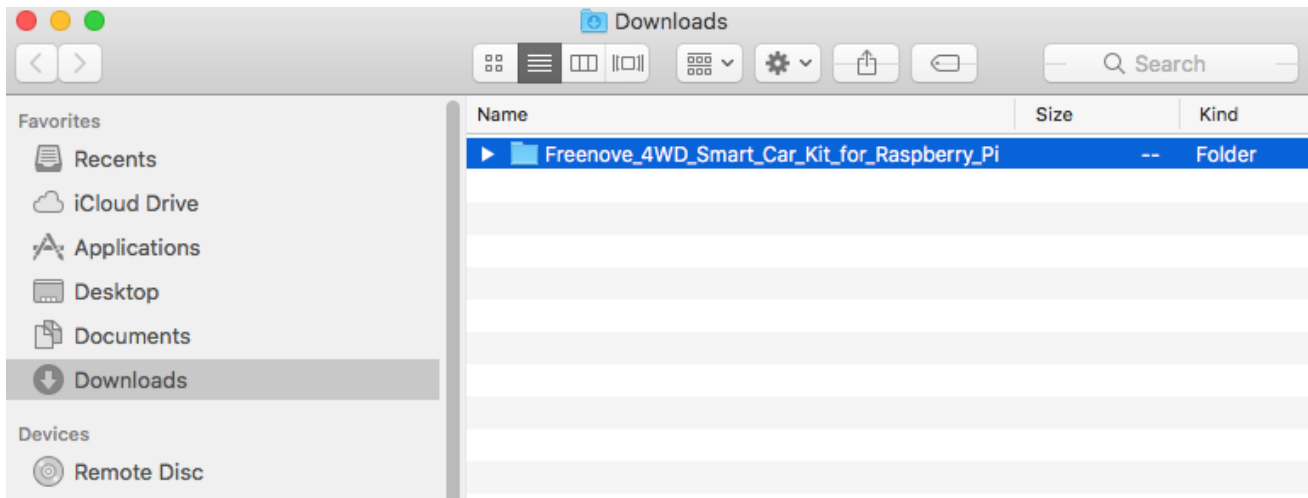 Downloads
Search
Favorites
Recents
iCloud Drive
Applications
Desktop
Documents
Downloads
Devices
Remote Disc
Name Size Kind
Freenove_4WD_Smart_Car_Kit_for_Raspberry_Pi -- Folder